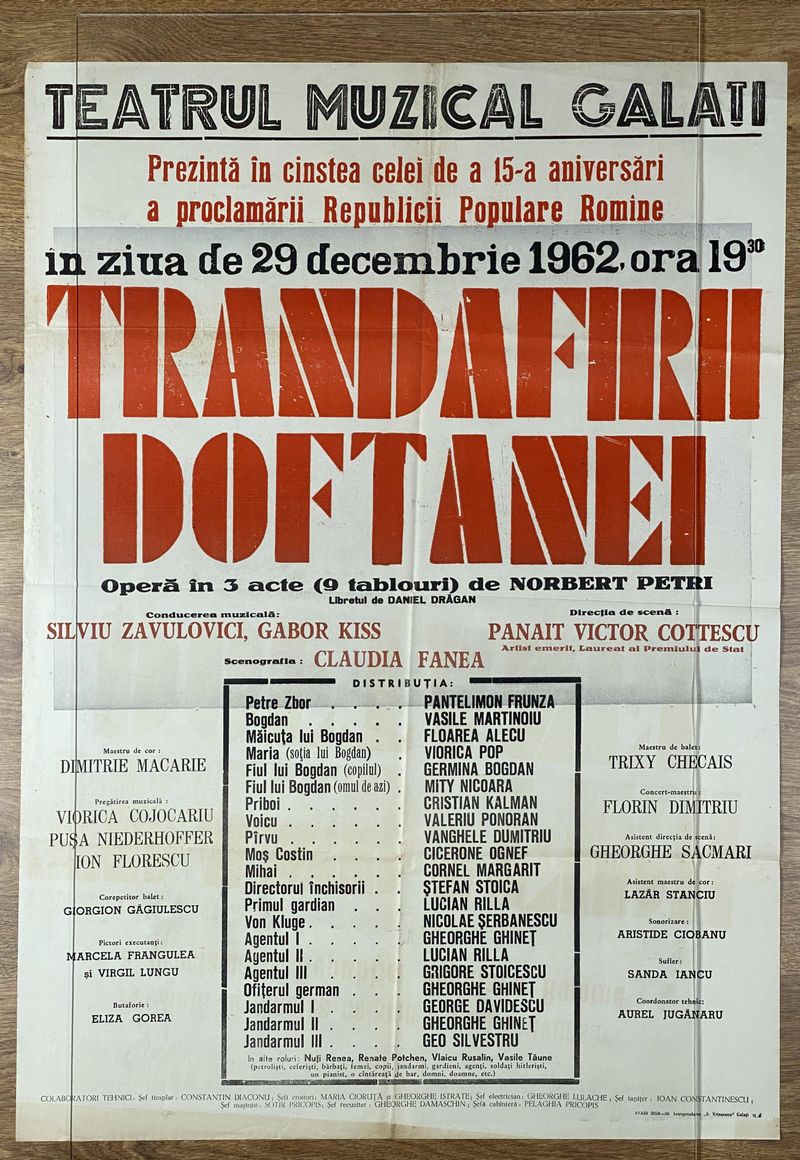 TEATRUL MUZICAL GALAȚI
Prezintă în cinstea celei de a 15-a aniversări
a proclamării Republicii Populare Romine
în ziua de 29 decembrie 1962, ora 19³⁰
TRANDAFIRII
DOFTANEI
Operă în 3 acte (9 tablouri) de NORBERT PETRI
Libretul de DANIEL DRĂGAN
Conducerea muzicală:
SILVIU ZAVULOVICI, GABOR KISS
Direcția de scenă :
PANAIT VICTOR COTTESCU
Artist emerit, Laureat al Premiului de Stat
Scenografia : CLAUDIA FANEA
DISTRIBUȚIA:
Petre Zbor . . . . PANTELIMON FRUNZA
Bogdan . . . . . VASILE MARTINOIU
Măicuța lui Bogdan . . FLOAREA ALECU
Maria (soția lui Bogdan) . VIORICA POP
Fiul lui Bogdan (copilul) . GERMINA BOGDAN
Fiul lui Bogdan (omul de azi) . MITY NICOARA
Priboi . . . . . CRISTIAN KALMAN
Voicu . . . . . VALERIU PONORAN
Pîrvu . . . . . VANGHELE DUMITRIU
Moș Costin . . . . CICERONE OGNEF
Mihai . . . . . CORNEL MARGARIT
Directorul închisorii . . ȘTEFAN STOICA
Primul gardian . . . LUCIAN RILLA
Von Kluge . . . . . NICOLAE ȘERBANESCU
Agentul I . . . . . GHEORGHE GHINEȚ
Agentul II . . . . . LUCIAN RILLA
Agentul III . . . . GRIGORE STOICESCU
Ofițerul german . . . GHEORGHE GHINEȚ
Jandarmul I . . . . GEORGE DAVIDESCU
Jandarmul II . . . . GHEORGHE GHINEȚ
Jandarmul III . . . . GEO SILVESTRU
In alte roluri: Nuți Renea, Renate Potchen, Vlaicu Rusalin, Vasile Tăune
(petroliști, ceferiști, bărbați, femei, copii, jandarmi, gardieni, agenți, soldați hitleriști,
un pianist, o cîntăreață de bar, domni, doamne, etc.)
Maestru de cor :
DIMITRIE MACARIE
Pregătirea muzicală :
VIORICA COJOCARIU
PUȘA NIEDERHOFFER
ION FLORESCU
Corepetitor balet :
GIORGION GĂGIULESCU
Pictori executanți :
MARCELA FRANGULEA
și VIRGIL LUNGU
Butaforie :
ELIZA GOREA
Maestru de balet:
TRIXY CHECAIS
Concert-maestru :
FLORIN DIMITRIU
Asistent direcția de scenă:
GHEORGHE SACMARI
Asistent maestru de cor :
LAZĂR STANCIU
Sonorizare :
ARISTIDE CIOBANU
Sufler :
SANDA IANCU
Coordonator tehnic:
AUREL JUGĂNARU
COLABORATORI TEHNICI: Șef timplar : CONSTANTIN DIACONU; Șefi croitori: MARIA CIORUȚĂ și GHEORGHE ISTRATE; Șef electrician : GHEORGHE LULACHE; Șef tapițer : IOAN CONSTANTINESCU;
Șef mașinist: SOTIR PRICOPIS; Șef recuziter : GHEORGHE DAMASCHIN; Șefa cabinieră : PELAGHIA PRICOPIS